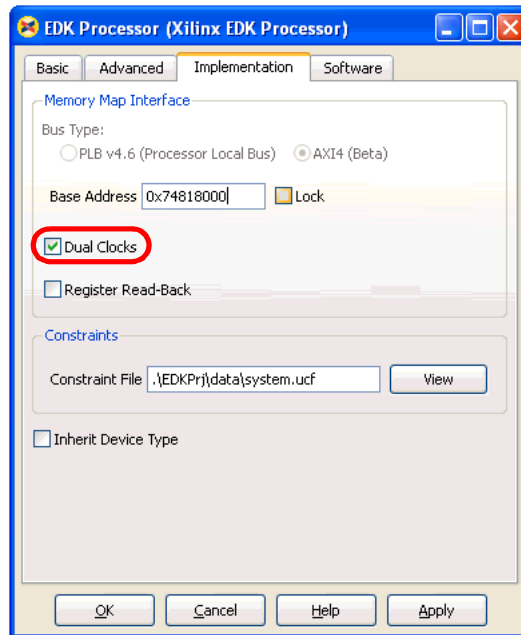 EDK Processor (Xilinx EDK Processor)
Basic Advanced Implementation Software
Memory Map Interface
Bus Type:
PLB v4.6 (Processor Local Bus) AXI4 (Beta)
Base Address 0x74818000 Lock
Dual Clocks
Register Read-Back
Constraints
Constraint File .\EDKPrj\data\system.ucf View
Inherit Device Type
OK Cancel Help Apply